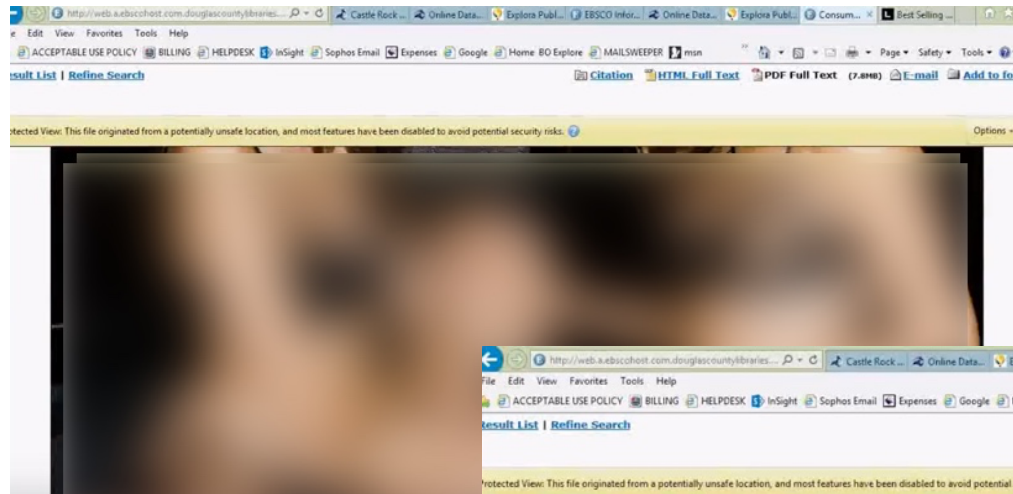 http://web.a.ebscohost.com.douglascountylibraries... Castle Rock ... Online Data... Explora Publ... EBSCO Infor... Online Data... Explora Publ... Consum... × Best Selling ...
Edit View Favorites Tools Help
ACCEPTABLE USE POLICY BILLING HELPDESK InSight Sophos Email Expenses Google Home BO Explore MAILSWEEPER msn Page Safety Tools
sult List | Refine Search Citation HTML Full Text PDF Full Text (7.8MB) E-mail Add to fo
otected View: This file originated from a potentially unsafe location, and most features have been disabled to avoid potential security risks. Options
http://web.a.ebscohost.com.douglascountylibraries... Castle Rock ... Online Data...
File Edit View Favorites Tools Help
ACCEPTABLE USE POLICY BILLING HELPDESK InSight Sophos Email Expenses Google
esult List | Refine Search
rotected View: This file originated from a potentially unsafe location, and most features have been disabled to avoid potential